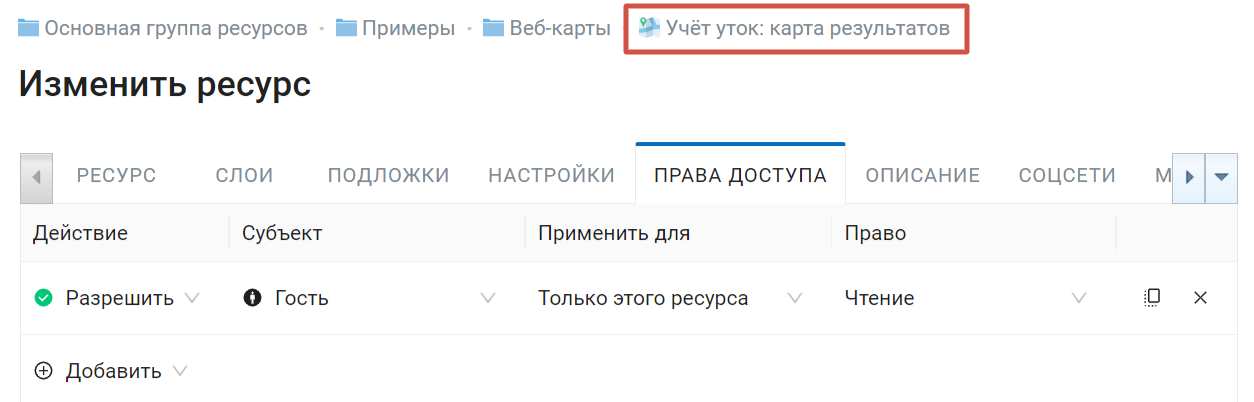 Основная группа ресурсов • Примеры • Веб-карты Учёт уток: карта результатов
Изменить ресурс
РЕСУРС СЛОИ ПОДЛОЖКИ НАСТРОЙКИ ПРАВА ДОСТУПА ОПИСАНИЕ СОЦСЕТИ М
Действие Субъект Применить для Право
Разрешить Гость Только этого ресурса Чтение
Добавить